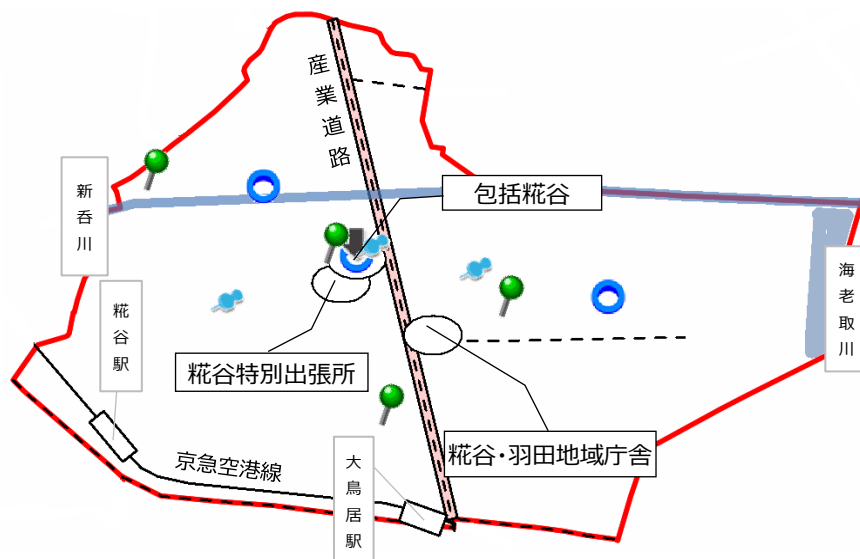 産業道路
新呑川
包括糀谷
海老取川
糀谷駅
糀谷特別出張所
糀谷・羽田地域庁舎
京急空港線
大鳥居駅